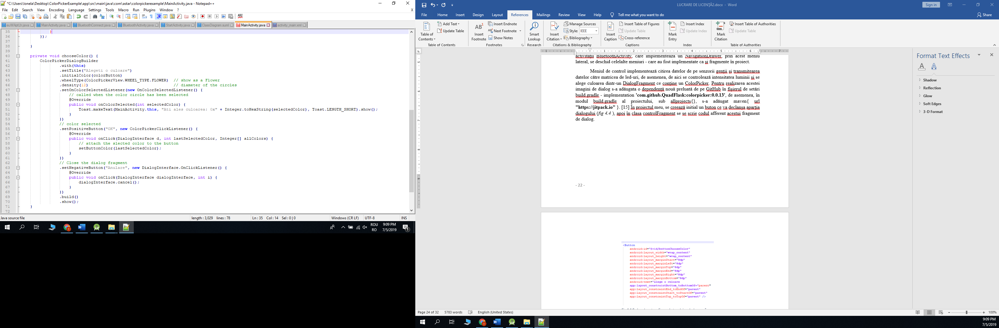 *C:\Users\Ionela\Desktop\ColorPickerExample\app\src\main\java\com\astar\colorpickerexample\MainActivity.java - Notepad++
File Edit Search View Encoding Language Settings Tools Macro Run Plugins Window ? X
euWAptLh.java MainActivity.java BluetoothConnect.java BluetoothActivity.java StartActivity.java ClassDiagram.suml MainActivity.java activity_main.xml
35 }
36 });
37
38 }
39
40 private void chooseColor() {
41 ColorPickerDialogBuilder
42 .with(this)
43 .setTitle("Alegeti o culoare")
44 .initialColor(colorButton)
45 .wheelType(ColorPickerView.WHEEL_TYPE.FLOWER) // show as a Flower
46 .density(12) // diameter of the circles
47 .setOnColorSelectedListener(new OnColorSelectedListener() {
48 // called when the color circle has been selected
49 @Override
50 public void onColorSelected(int selectedColor) {
51 Toast.makeText(MainActivity.this, "Ati ales culoarea: 0x" + Integer.toHexString(selectedColor), Toast.LENGTH_SHORT).show();
52 }
53 })
54 // color selected
55 .setPositiveButton("OK", new ColorPickerClickListener() {
56 @Override
57 public void onClick(DialogInterface d, int lastSelectedColor, Integer[] allColors) {
58 // attach the slected color to the button
59 setButtonColor(lastSelectedColor);
60 }
61 })
62 // Close the dialog fragment
63 .setNegativeButton("Anulare", new DialogInterface.OnClickListener() {
64 @Override
65 public void onClick(DialogInterface dialogInterface, int i) {
66 dialogInterface.cancel();
67 }
68 })
69 .build()
70 .show();
71 }
72
Java source file length : 3,029 lines : 78 Ln : 35 Col : 14 Sel : 0 | 0 Windows (CR LF) UTF-8 INS
ROU
RO
9:09 PM
7/5/2019
1
LUCRARE DE LICENŢĂ2.docx - Word
Sign in
File Home Insert Design Layout References Mailings Review View Help Tell me what you want to do Share
Table of Contents
Add Text
Update Table
Table of Contents
AB1
Insert Footnote
Insert Endnote
Next Footnote
Show Notes
Footnotes
Smart Lookup
Research
Insert Citation
Manage Sources
Style: IEEE
Bibliography
Citations & Bibliography
Insert Caption
Insert Table of Figures
Update Table
Cross-reference
Captions
Mark Entry
Insert Index
Update Index
Index
Mark Citation
Insert Table of Authorities
Update Table
Table of Authorities
activității BluetoothActivity, care implementează un NavigationDrawer, prin acest meniu
lateral, se deschid celelalte meniuri - care au fost implementate ca și fragmente în proiect.
Meniul de control implementează citirea datelor de pe senzorii genții și transmitearea
datelor către matricea de led-uri, de asemenea, de aici se controlează intensitatea luminii și se
alege culoarea dintr-un DialogFragment ce conține un ColorPicker. Pentru realizarea acestei
imagini de dialog s-a adăugata o dependență nouă preluată de pe GitHub în fișierul de setări
build.gradle - implementation 'com.github.QuadFlask:colorpicker:0.0.13', de asemenea, în
modul build.gradle al proiectului, sub allprojects{}, s-a adăugat maven{ url
"https://jitpack.io" }. [15] În proiectul meu, se creează initial un buton ce va declanșa apariția
dialogului (fig 4.4 ), apoi în clasa controlFragment se se scrie codul afferent acestui fragment
de dialog.
- 22 -
<Button
android:id="@+id/buttonChooseColor"
android:layout_width="wrap_content"
android:layout_height="wrap_content"
android:layout_marginStart="8dp"
android:layout_marginLeft="8dp"
android:layout_marginTop="8dp"
android:layout_marginEnd="8dp"
android:layout_marginRight="8dp"
android:layout_marginBottom="8dp"
android:text="alege o culoare
app:layout_constraintBottom_toBottomOf="parent"
app:layout_constraintEnd_toEndOf="parent"
app:layout_constraintStart_toStartOf="parent"
app:layout_constraintTop_toTopOf="parent" />
Format Text Effects
Shadow
Reflection
Glow
Soft Edges
3-D Format
Page 24 of 32 5783 words English (United States) 100%
9:09 PM
7/5/2019